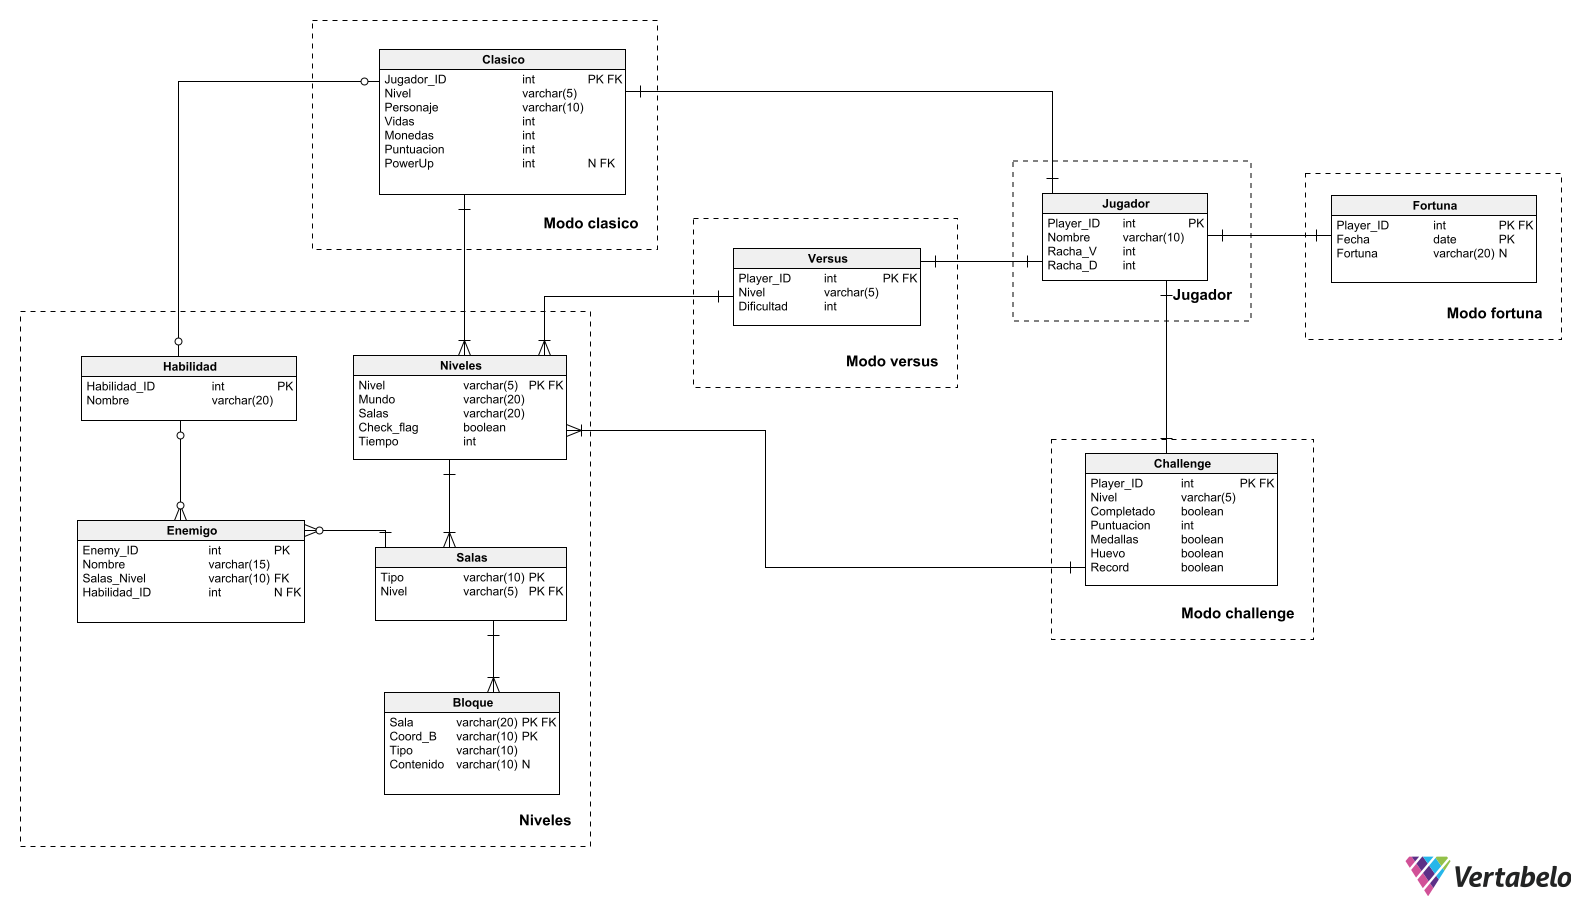 Clasico
Jugador_ID int PK FK
Nivel varchar(5)
Personaje varchar(10)
Vidas int
Monedas int
Puntuacion int
PowerUp int N FK
Modo clasico
Jugador
Player_ID int PK
Nombre varchar(10)
Racha_V int
Racha_D int
Jugador
Fortuna
Player_ID int PK FK
Fecha date PK
Fortuna varchar(20) N
Modo fortuna
Versus
Player_ID int PK FK
Nivel varchar(5)
Dificultad int
Modo versus
Habilidad
Habilidad_ID int PK
Nombre varchar(20)
Niveles
Nivel varchar(5) PK FK
Mundo varchar(20)
Salas varchar(20)
Check_flag boolean
Tiempo int
Challenge
Player_ID int PK FK
Nivel varchar(5)
Completado boolean
Puntuacion int
Medallas boolean
Huevo boolean
Record boolean
Modo challenge
Enemigo
Enemy_ID int PK
Nombre varchar(15)
Salas_Nivel varchar(10) FK
Habilidad_ID int N FK
Salas
Tipo varchar(10) PK
Nivel varchar(5) PK FK
Bloque
Sala varchar(20) PK FK
Coord_B varchar(10) PK
Tipo varchar(10)
Contenido varchar(10) N
Niveles
Vertabelo